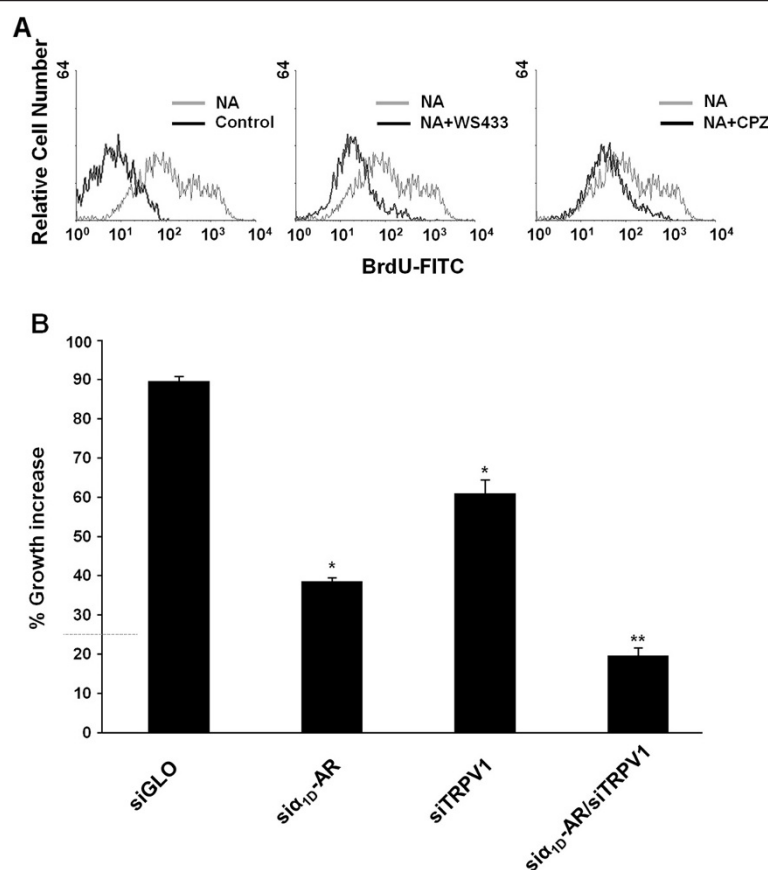 A
Relative Cell Number
64
NA
Control
10⁰ 10¹ 10² 10³ 10⁴
64
NA
NA+WS433
10⁰ 10¹ 10² 10³ 10⁴
64
NA
NA+CPZ
10⁰ 10¹ 10² 10³ 10⁴
BrdU-FITC
B
% Growth increase
100
90
80
70
60
50
40
30
20
10
0
*
*
**
siGLO
siα₁D-AR
siTRPV1
siα₁D-AR/siTRPV1